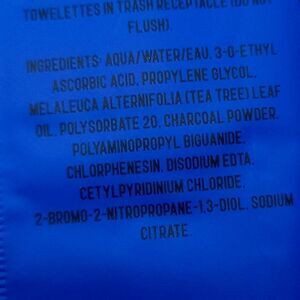 TOWELETTES IN TRASH RECEPTACLE (DO NOT
FLUSH).
INGREDIENTS: AQUA/WATER/EAU, 3-O-ETHYL
ASCORBIC ACID, PROPYLENE GLYCOL,
MELALEUCA ALTERNIFOLIA (TEA TREE) LEAF
OIL, POLYSORBATE 20, CHARCOAL POWDER,
POLYAMINOPROPYL BIGUANIDE,
CHLORPHENESIN, DISODIUM EDTA,
CETYLPYRIDINIUM CHLORIDE,
2-BROMO-2-NITROPROPANE-1,3-DIOL, SODIUM
CITRATE.